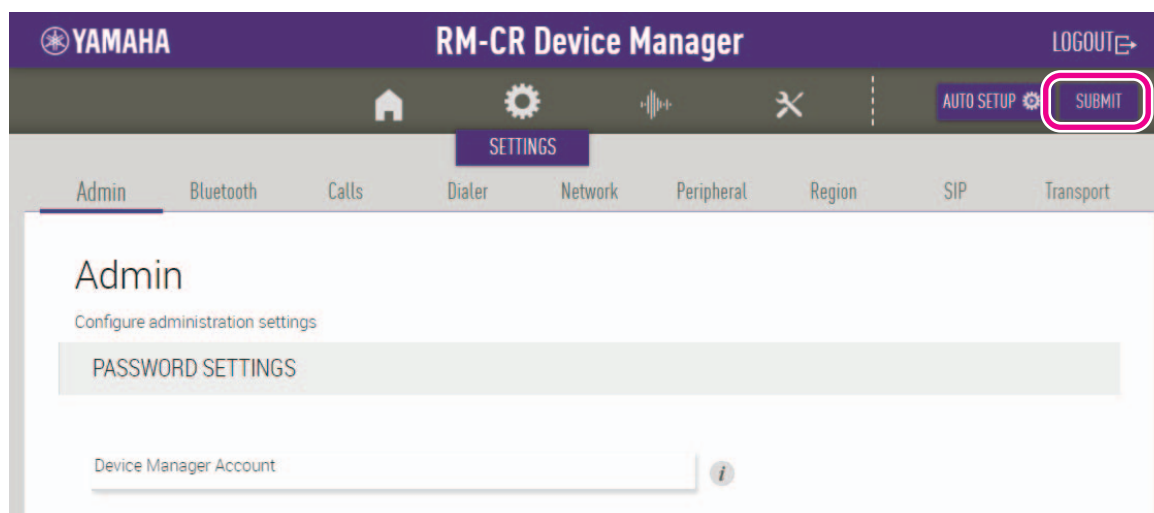 YAMAHA RM-CR Device Manager LOGOUT
AUTO SETUP SUBMIT
SETTINGS
Admin Bluetooth Calls Dialer Network Peripheral Region SIP Transport
Admin
Configure administration settings
PASSWORD SETTINGS
Device Manager Account i